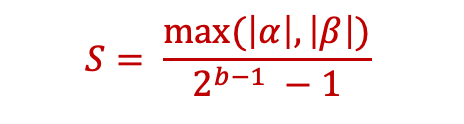 S = max(|α|, |β|) / (2^{b−1} − 1)